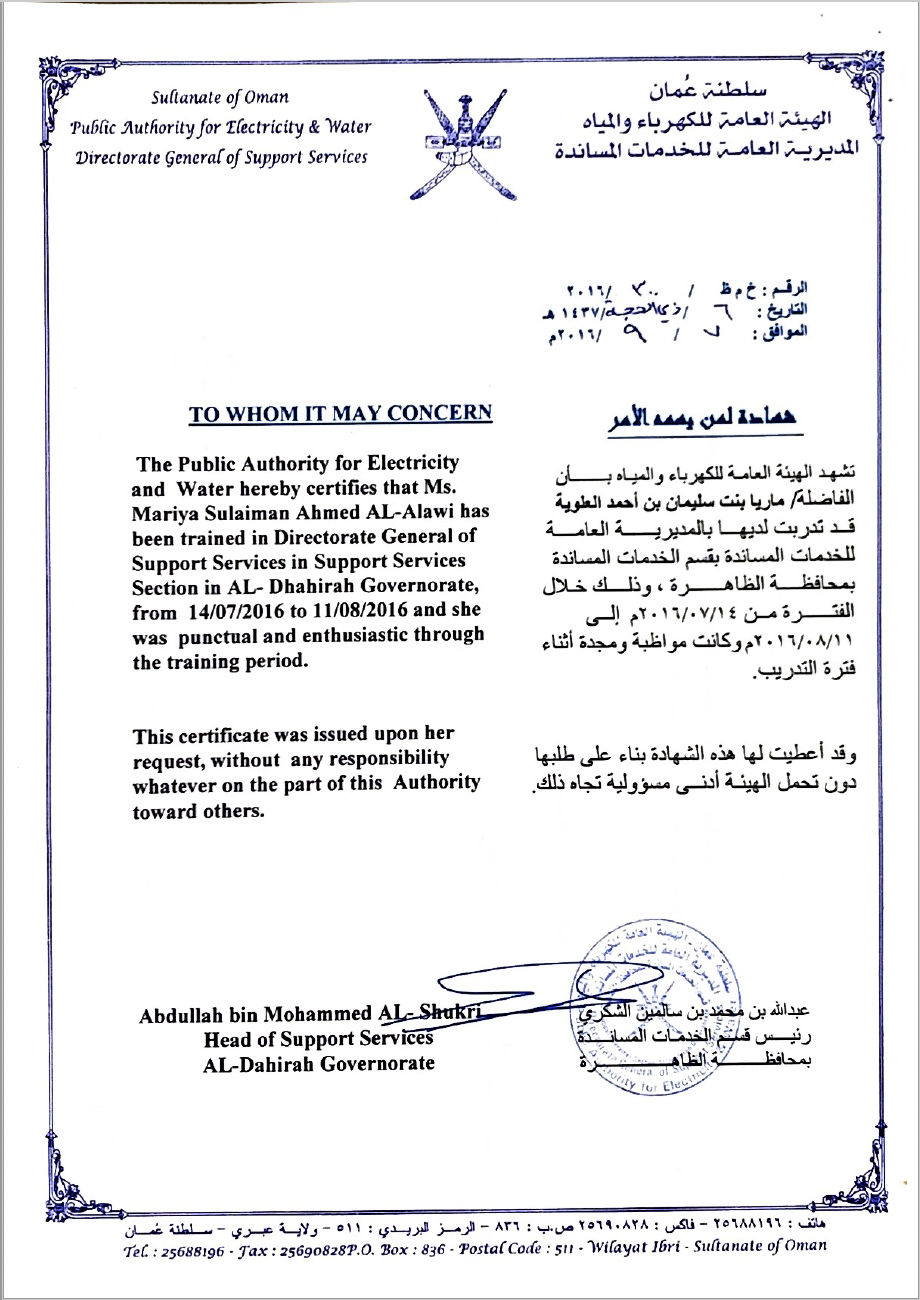 Sultanate of Oman
Public Authority for Electricity & Water
Directorate General of Support Services
سلطنة عُمان
الهيئة العامة للكهرباء والمياه
المديرية العامة للخدمات المساندة
الرقم : خ م ظ / ٣٠٠ /٢٠١٦
التاريخ : ٦ / ذي الحجة /١٤٣٧ هـ
الموافق : / ٩ /٢٠١٦م
TO WHOM IT MAY CONCERN
The Public Authority for Electricity
and Water hereby certifies that Ms.
Mariya Sulaiman Ahmed AL-Alawi has
been trained in Directorate General of
Support Services in Support Services
Section in AL- Dhahirah Governorate,
from 14/07/2016 to 11/08/2016 and she
was punctual and enthusiastic through
the training period.
This certificate was issued upon her
request, without any responsibility
whatever on the part of this Authority
toward others.
شهادة لمن يهمه الأمر
تشهد الهيئة العامة للكهرباء والمياه بـــأن
الفاضلة/ ماريا بنت سليمان بن أحمد العلوية
قد تدربت لديها بالمديرية العامة
للخدمات المساندة بقسم الخدمات المساندة
بمحافظة الظاهرة ، وذلك خلال
الفترة من ٢٠١٦/٠٧/١٤م إلى
٢٠١٦/٠٨/١١م وكانت مواظبة ومجدة أثناء
فترة التدريب.
وقد أعطيت لها هذه الشهادة بناء على طلبها
دون تحمل الهيئة أدنى مسؤولية تجاه ذلك.
Abdullah bin Mohammed AL- Shukri
Head of Support Services
AL-Dahirah Governorate
عبدالله بن محمد بن سالمين الشكري
رئيس قسم الخدمات المساندة
بمحافظة الظاهرة
هاتف : ٢٥٦٨٨١٩٦ - فاكس : ٢٥٦٩٠٨٢٨ ص.ب : ٨٣٦ - الرمز البريدي : ٥١١ - ولاية عبري - سلطنة عُمان
Tel : 25688196 - Fax : 25690828P.O. Box : 836 - Postal Code : 511 - Wilayat Ibri - Sultanate of Oman